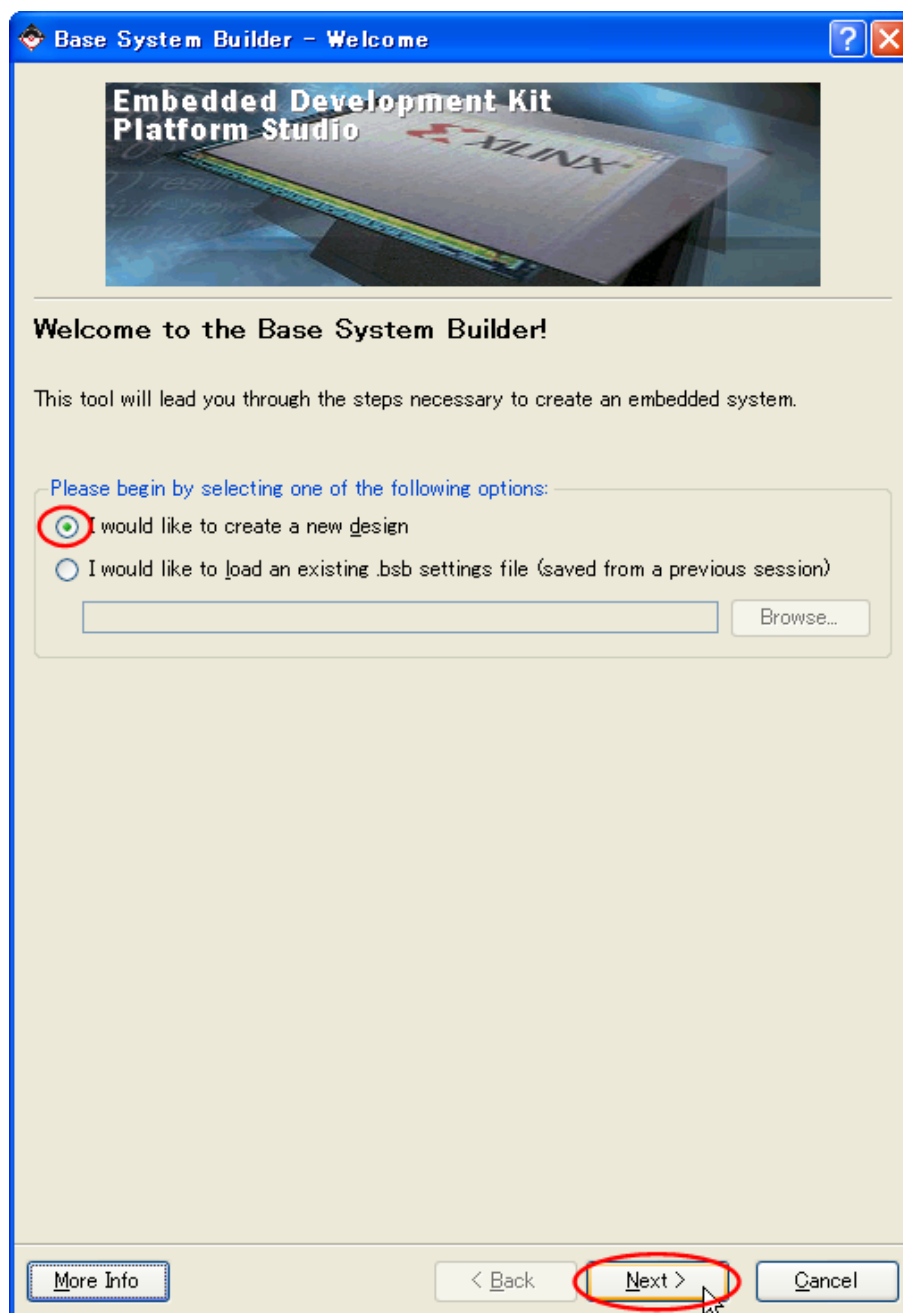 Base System Builder - Welcome
Embedded Development Kit
Platform Studio
XILINX
Welcome to the Base System Builder!
This tool will lead you through the steps necessary to create an embedded system.
Please begin by selecting one of the following options:
I would like to create a new design
I would like to load an existing .bsb settings file (saved from a previous session)
Browse...
More Info
< Back
Next >
Cancel